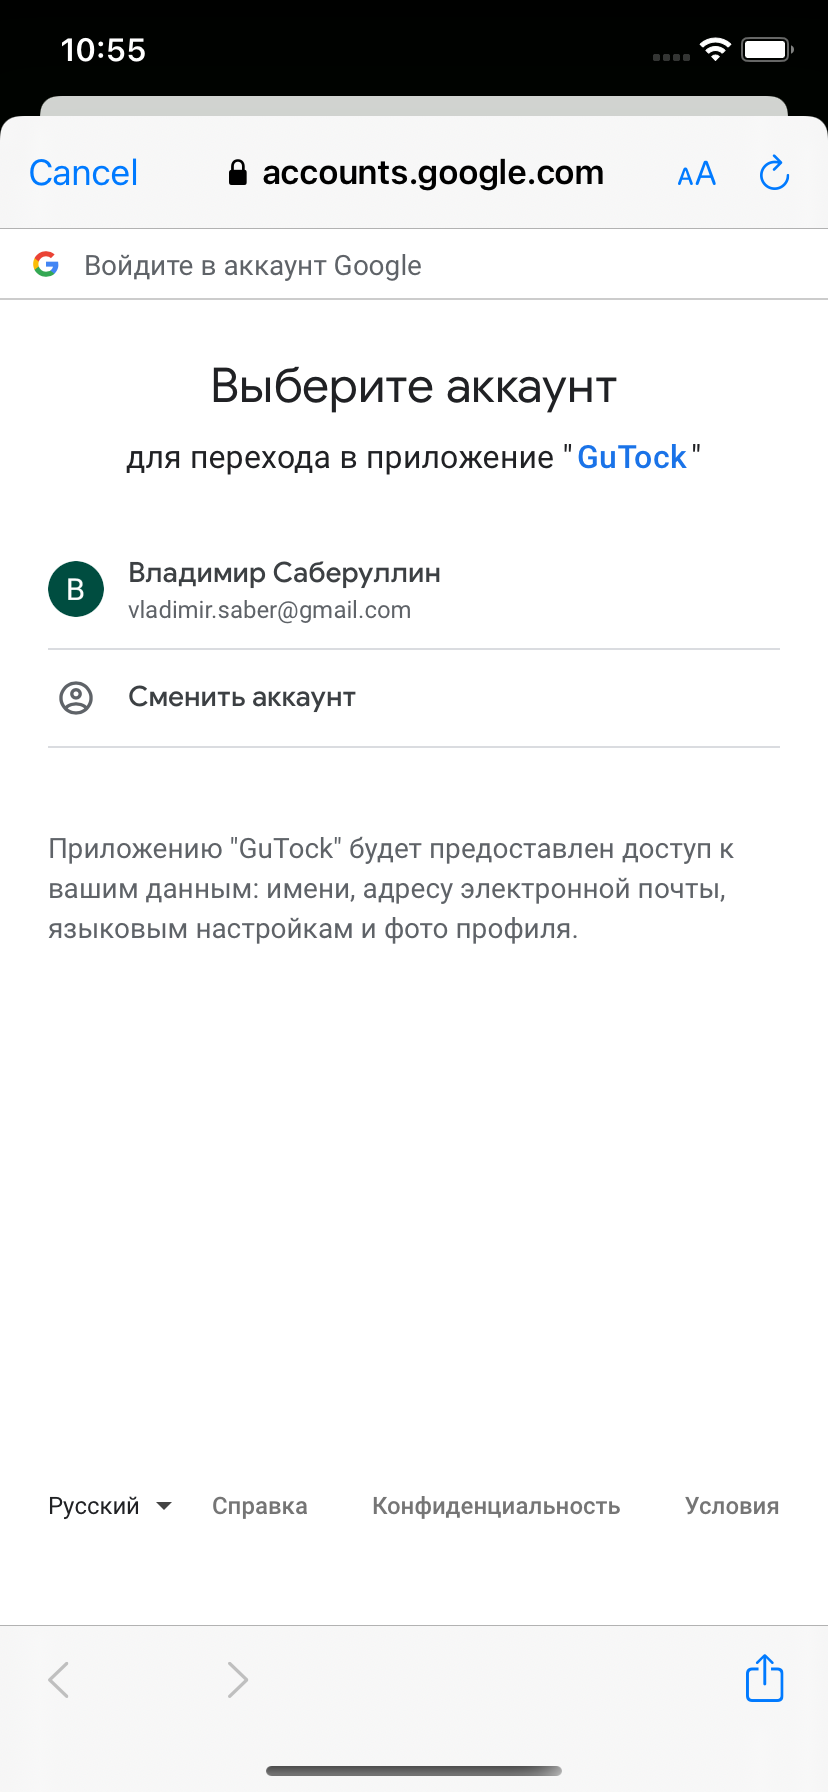 10:55
Cancel
accounts.google.com
AA
Войдите в аккаунт Google
Выберите аккаунт
для перехода в приложение "GuTock"
В
Владимир Саберуллин
vladimir.saber@gmail.com
Сменить аккаунт
Приложению "GuTock" будет предоставлен доступ к
вашим данным: имени, адресу электронной почты,
языковым настройкам и фото профиля.
Русский
Справка
Конфиденциальность
Условия